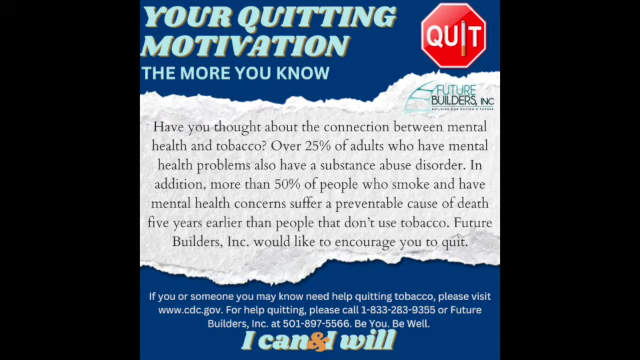 YOUR QUITTING
MOTIVATION
THE MORE YOU KNOW
QUIT
FUTURE
BUILDERS, INC
BUILDING OUR NATION'S FUTURE
Have you thought about the connection between mental
health and tobacco? Over 25% of adults who have mental
health problems also have a substance abuse disorder. In
addition, more than 50% of people who smoke and have
mental health concerns suffer a preventable cause of death
five years earlier than people that don't use tobacco. Future
Builders, Inc. would like to encourage you to quit.
If you or someone you may know need help quitting tobacco, please visit
www.cdc.gov. For help quitting, please call 1-833-283-9355 or Future
Builders, Inc. at 501-897-5566. Be You. Be Well.
I can&I will